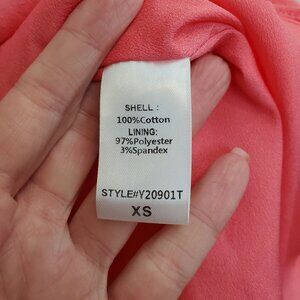 SHELL :
100%Cotton
LINING:
97%Polyester
3%Spandex
STYLE#Y20901T
XS